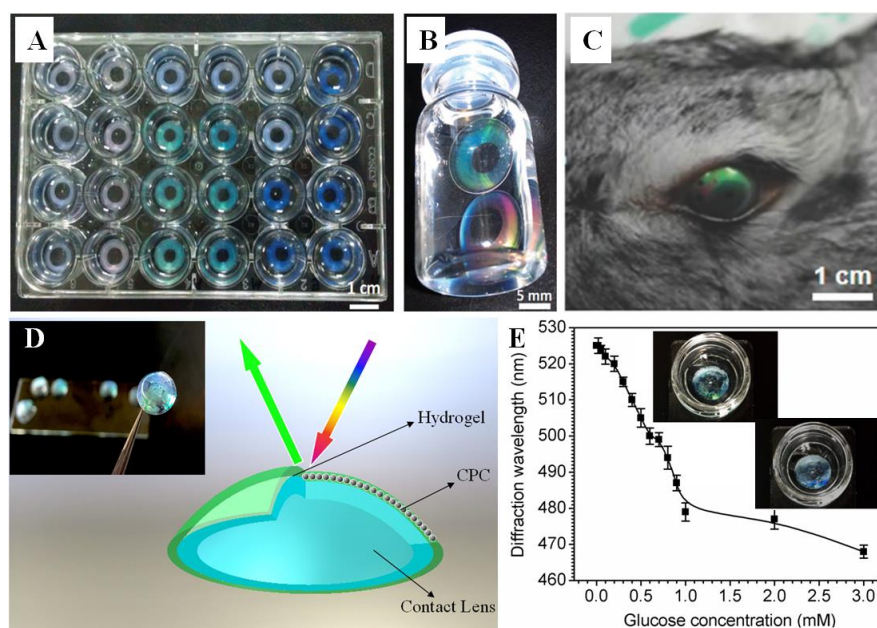 A
1 cm
B
5 mm
C
1 cm
D
Hydrogel
CPC
Contact Lens
E
530
520
510
500
490
480
470
460
Diffraction wavelength (nm)
0.0 0.5 1.0 1.5 2.0 2.5 3.0
Glucose concentration (mM)